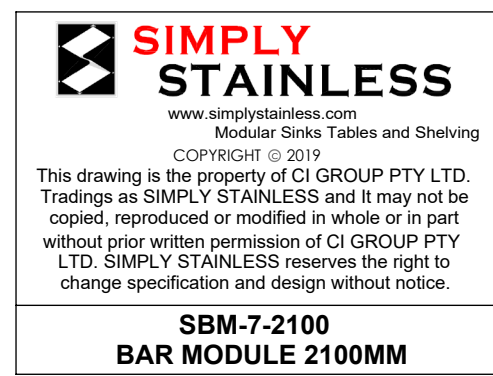 SIMPLY
STAINLESS
www.simplystainless.com
Modular Sinks Tables and Shelving
COPYRIGHT © 2019
This drawing is the property of CI GROUP PTY LTD.
Tradings as SIMPLY STAINLESS and It may not be
copied, reproduced or modified in whole or in part
without prior written permission of CI GROUP PTY
LTD. SIMPLY STAINLESS reserves the right to
change specification and design without notice.
SBM-7-2100
BAR MODULE 2100MM